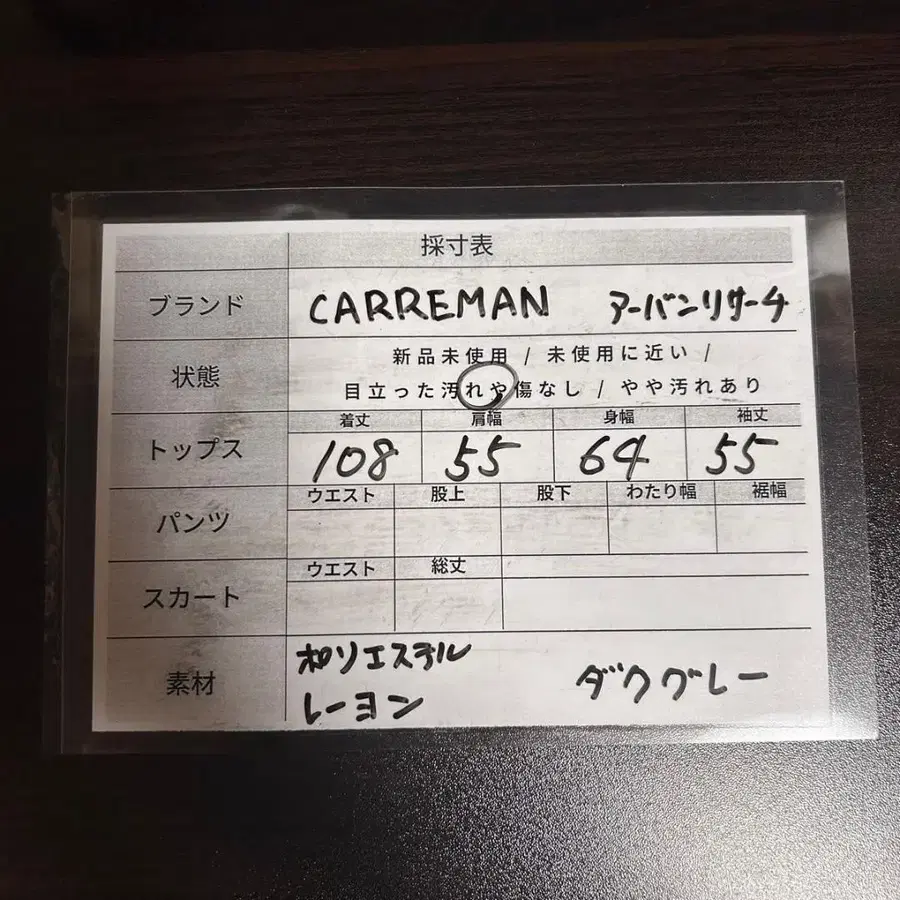 採寸表
ブランド CARREMAN アーバンリサーチ
状態 新品未使用 / 未使用に近い /
目立った汚れや傷なし / やや汚れあり
トップス 着丈 肩幅 身幅 袖丈
108 55 64 55
パンツ ウエスト 股上 股下 わたり幅 裾幅
スカート ウエスト 総丈
素材 ポリエステル
レーヨン ダクグレー